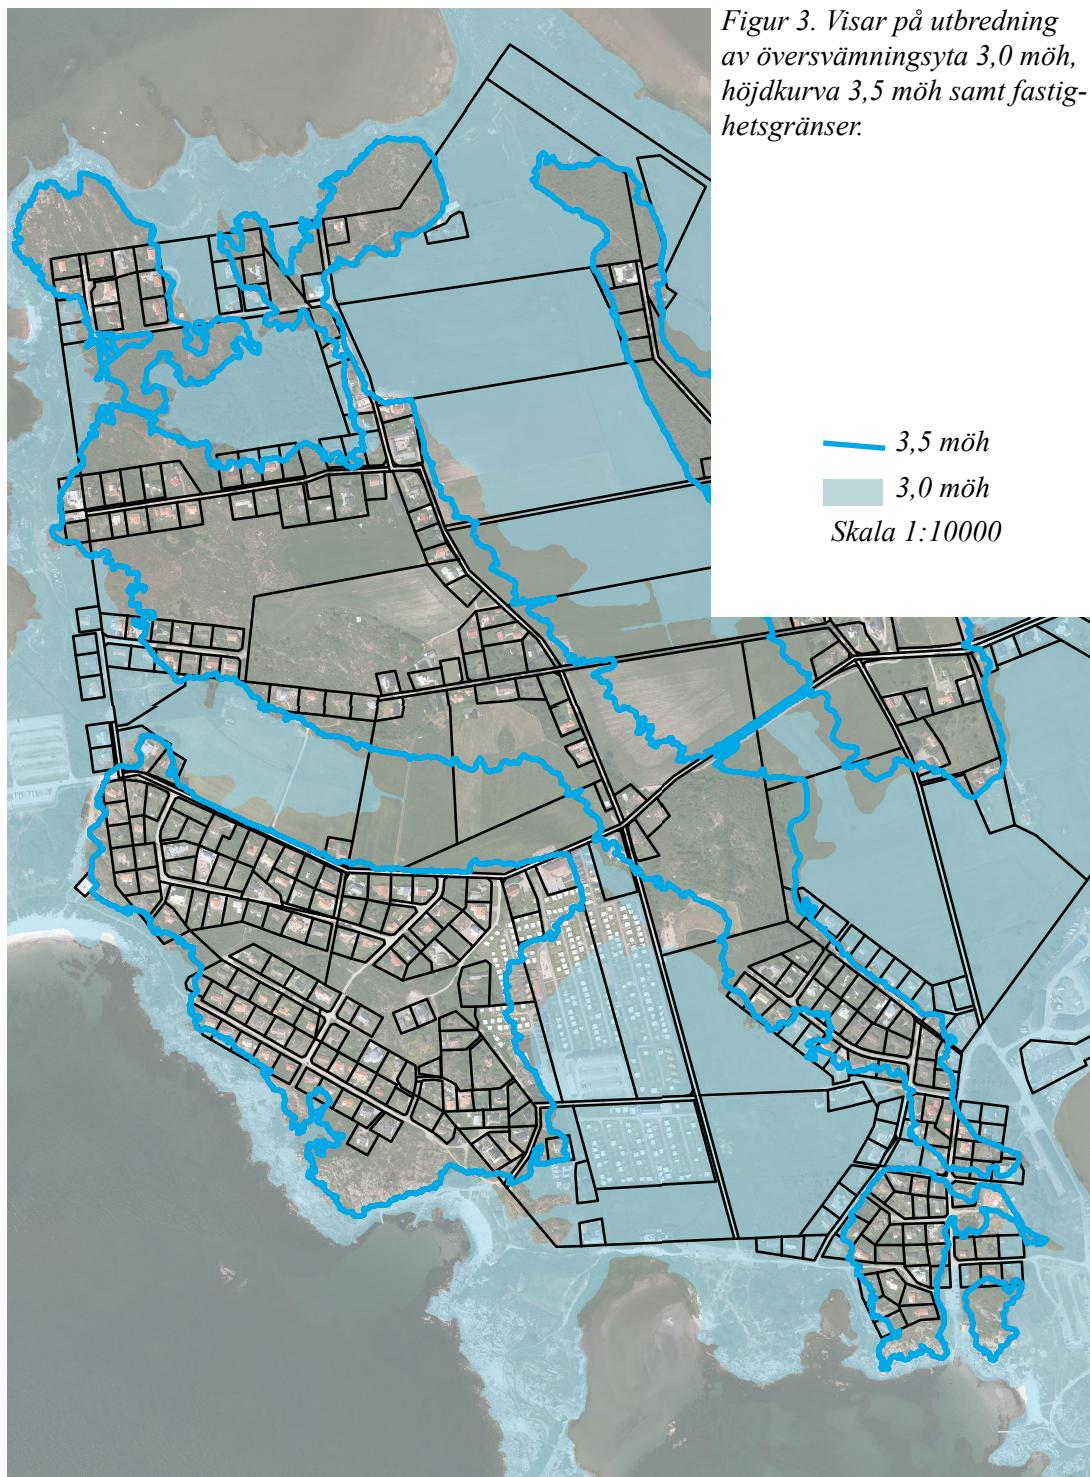 Figur 3. Visar på utbredning
av översvämningsyta 3,0 möh,
höjdkurva 3,5 möh samt fastig-
hetsgränser.
3,5 möh
3,0 möh
Skala 1:10000